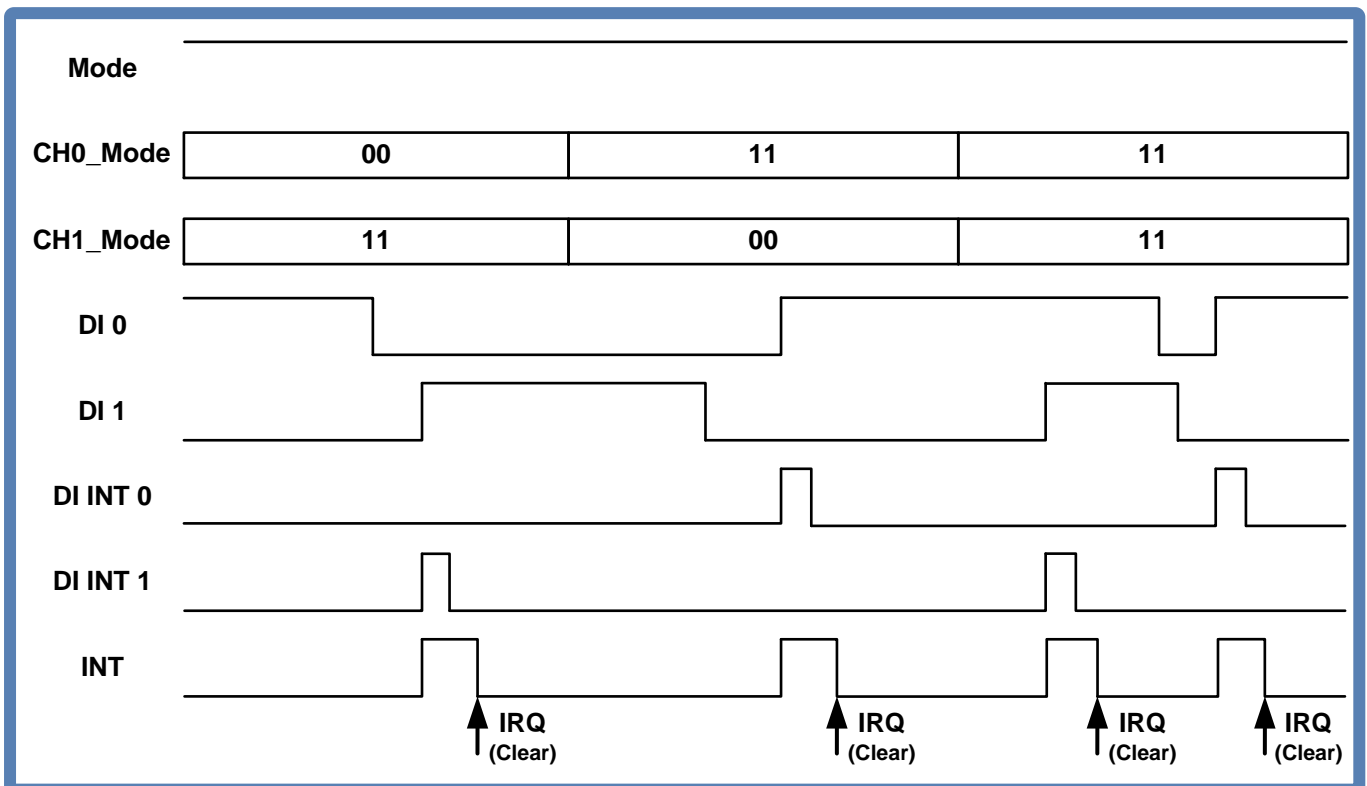 Mode
CH0_Mode 00 11 11
CH1_Mode 11 00 11
DI 0
DI 1
DI INT 0
DI INT 1
INT
IRQ IRQ IRQ IRQ
(Clear) (Clear) (Clear) (Clear)